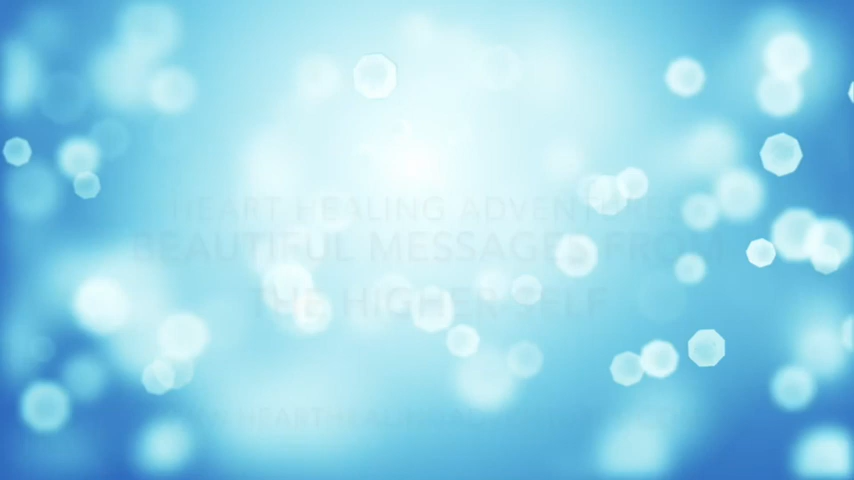 HEART HEALING ADVENTURES
BEAUTIFUL MESSAGES FROM
THE HIGHER SELF